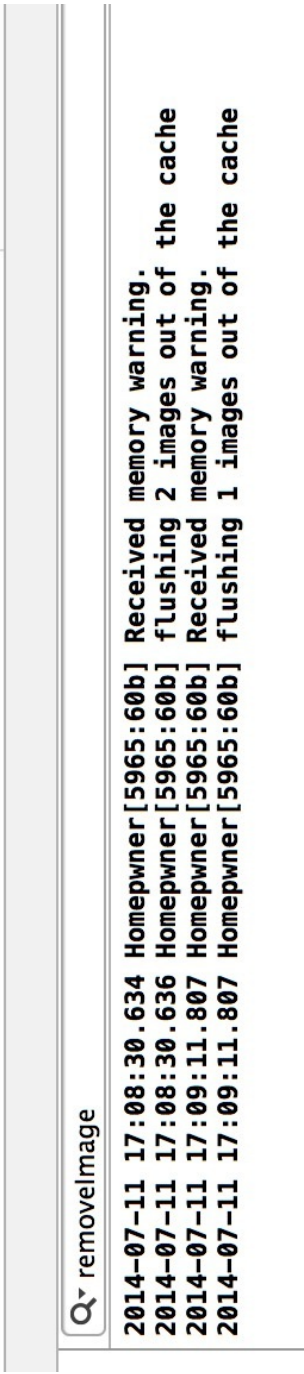 removeImage
2014-07-11 17:08:30.634 Homepwner[5965:60b] Received memory warning.
2014-07-11 17:08:30.636 Homepwner[5965:60b] flushing 2 images out of the cache
2014-07-11 17:09:11.807 Homepwner[5965:60b] Received memory warning.
2014-07-11 17:09:11.807 Homepwner[5965:60b] flushing 1 images out of the cache